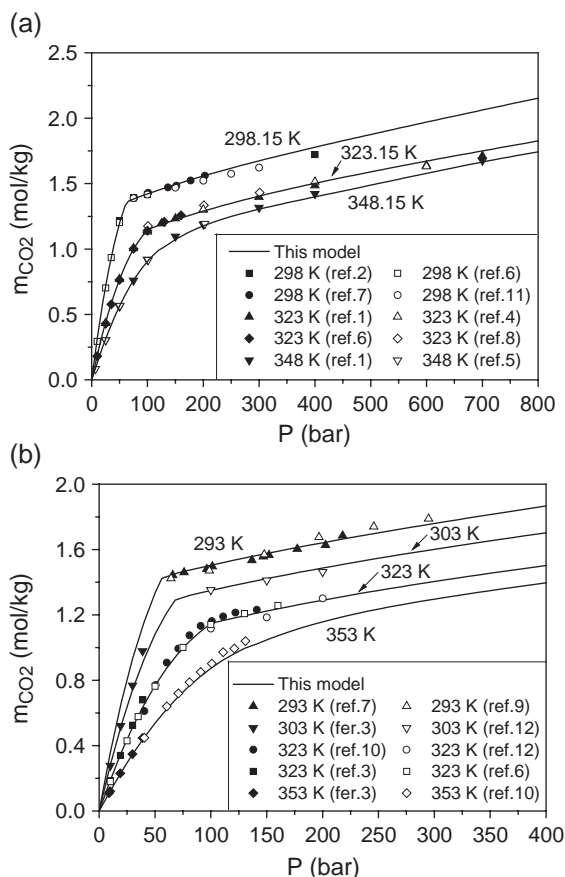 (a)
2.5
2.0
1.5
1.0
0.5
0.0
mCO2 (mol/kg)
298.15 K
323.15 K
348.15 K
This model
298 K (ref.2)
298 K (ref.6)
298 K (ref.7)
298 K (ref.11)
323 K (ref.1)
323 K (ref.4)
323 K (ref.6)
323 K (ref.8)
348 K (ref.1)
348 K (ref.5)
0 100 200 300 400 500 600 700 800
P (bar)
(b)
2.0
1.6
1.2
0.8
0.4
0.0
mCO2 (mol/kg)
293 K
303 K
323 K
353 K
This model
293 K (ref.7)
293 K (ref.9)
303 K (fer.3)
303 K (ref.12)
323 K (ref.10)
323 K (ref.12)
323 K (ref.3)
323 K (ref.6)
353 K (fer.3)
353 K (ref.10)
0 50 100 150 200 250 300 350 400
P (bar)